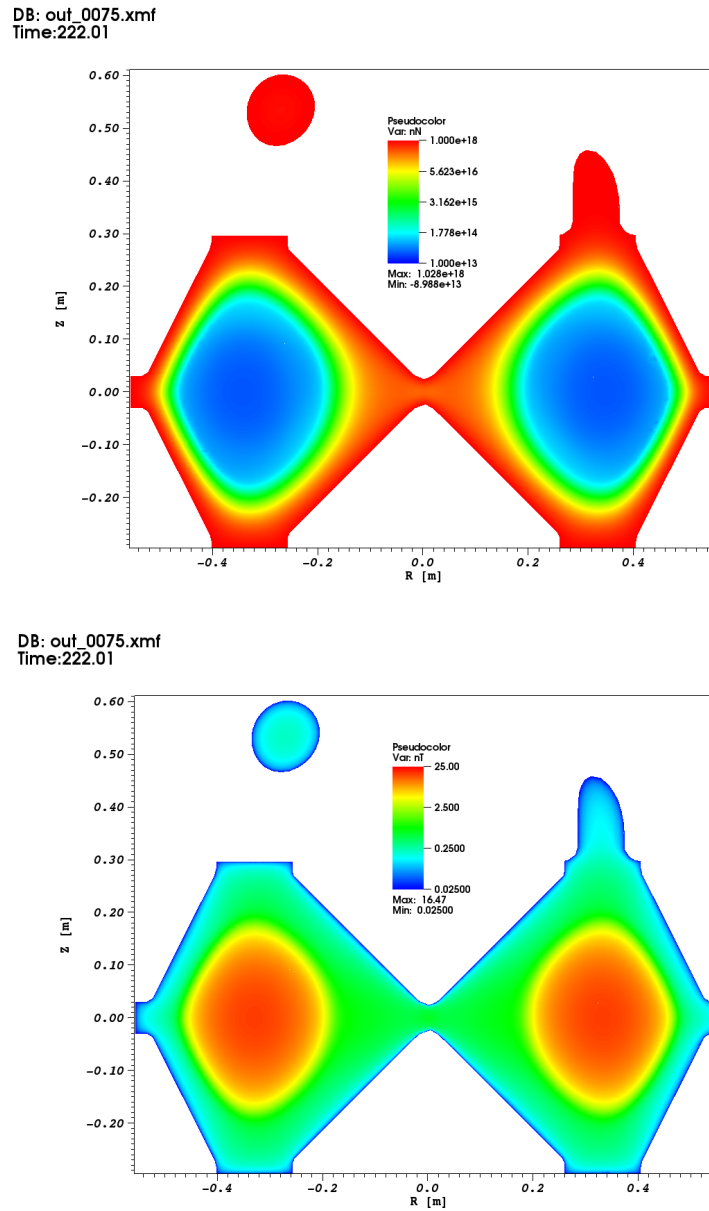 DB: out_0075.xmf
Time:222.01
0.60
0.50
0.40
0.30
0.20
0.10
0.00
-0.10
-0.20
Z [m]
Pseudocolor
Var: nN
1.000e+18
5.623e+16
3.162e+15
1.778e+14
1.000e+13
Max: 1.028e+18
Min: -8.988e+13
-0.4
-0.2
0.0
0.2
0.4
R [m]
DB: out_0075.xmf
Time:222.01
0.60
0.50
0.40
0.30
0.20
0.10
0.00
-0.10
-0.20
Z [m]
Pseudocolor
Var: nT
25.00
2.500
0.2500
0.02500
Max: 16.47
Min: 0.02500
-0.4
-0.2
0.0
0.2
0.4
R [m]